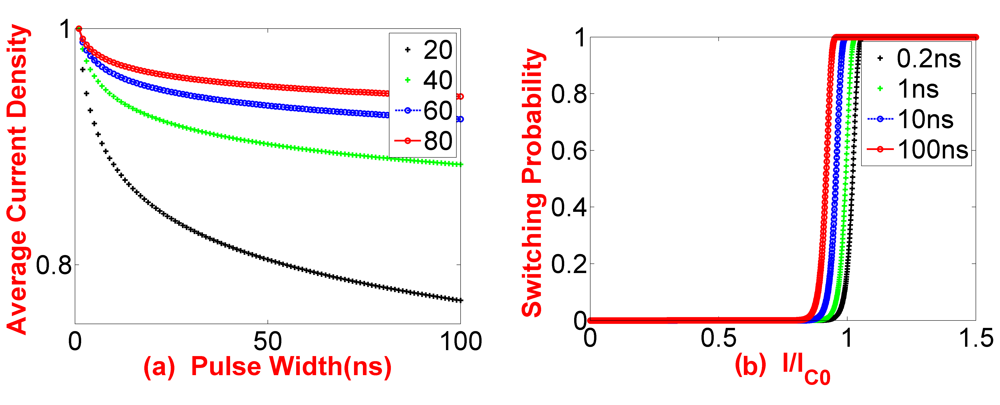 Average Current Density
1
0.8
0 50 100
20
40
60
80
(a) Pulse Width(ns)
Switching Probability
1
0.8
0.6
0.4
0.2
0
0 0.5 1 1.5
0.2ns
1ns
10ns
100ns
(b) I/I_C0